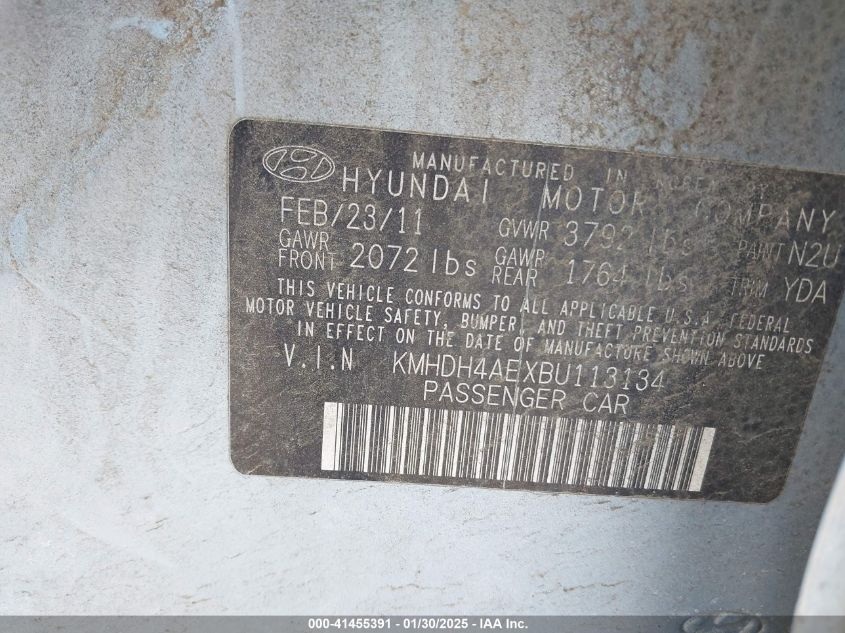 MANUFACTURED IN KOREA BY
HYUNDAI MOTOR COMPANY
FEB/23/11 GVWR 3792 lbs PAINT N2U
GAWR FRONT 2072 lbs GAWR REAR 1764 lbs TRIM YDA
THIS VEHICLE CONFORMS TO ALL APPLICABLE U.S.A. FEDERAL
MOTOR VEHICLE SAFETY, BUMPER, AND THEFT PREVENTION STANDARDS
IN EFFECT ON THE DATE OF MANUFACTURE SHOWN ABOVE
V.I.N KMHDH4AEXBU113134
PASSENGER CAR
000-41455391 - 01/30/2025 - IAA Inc.